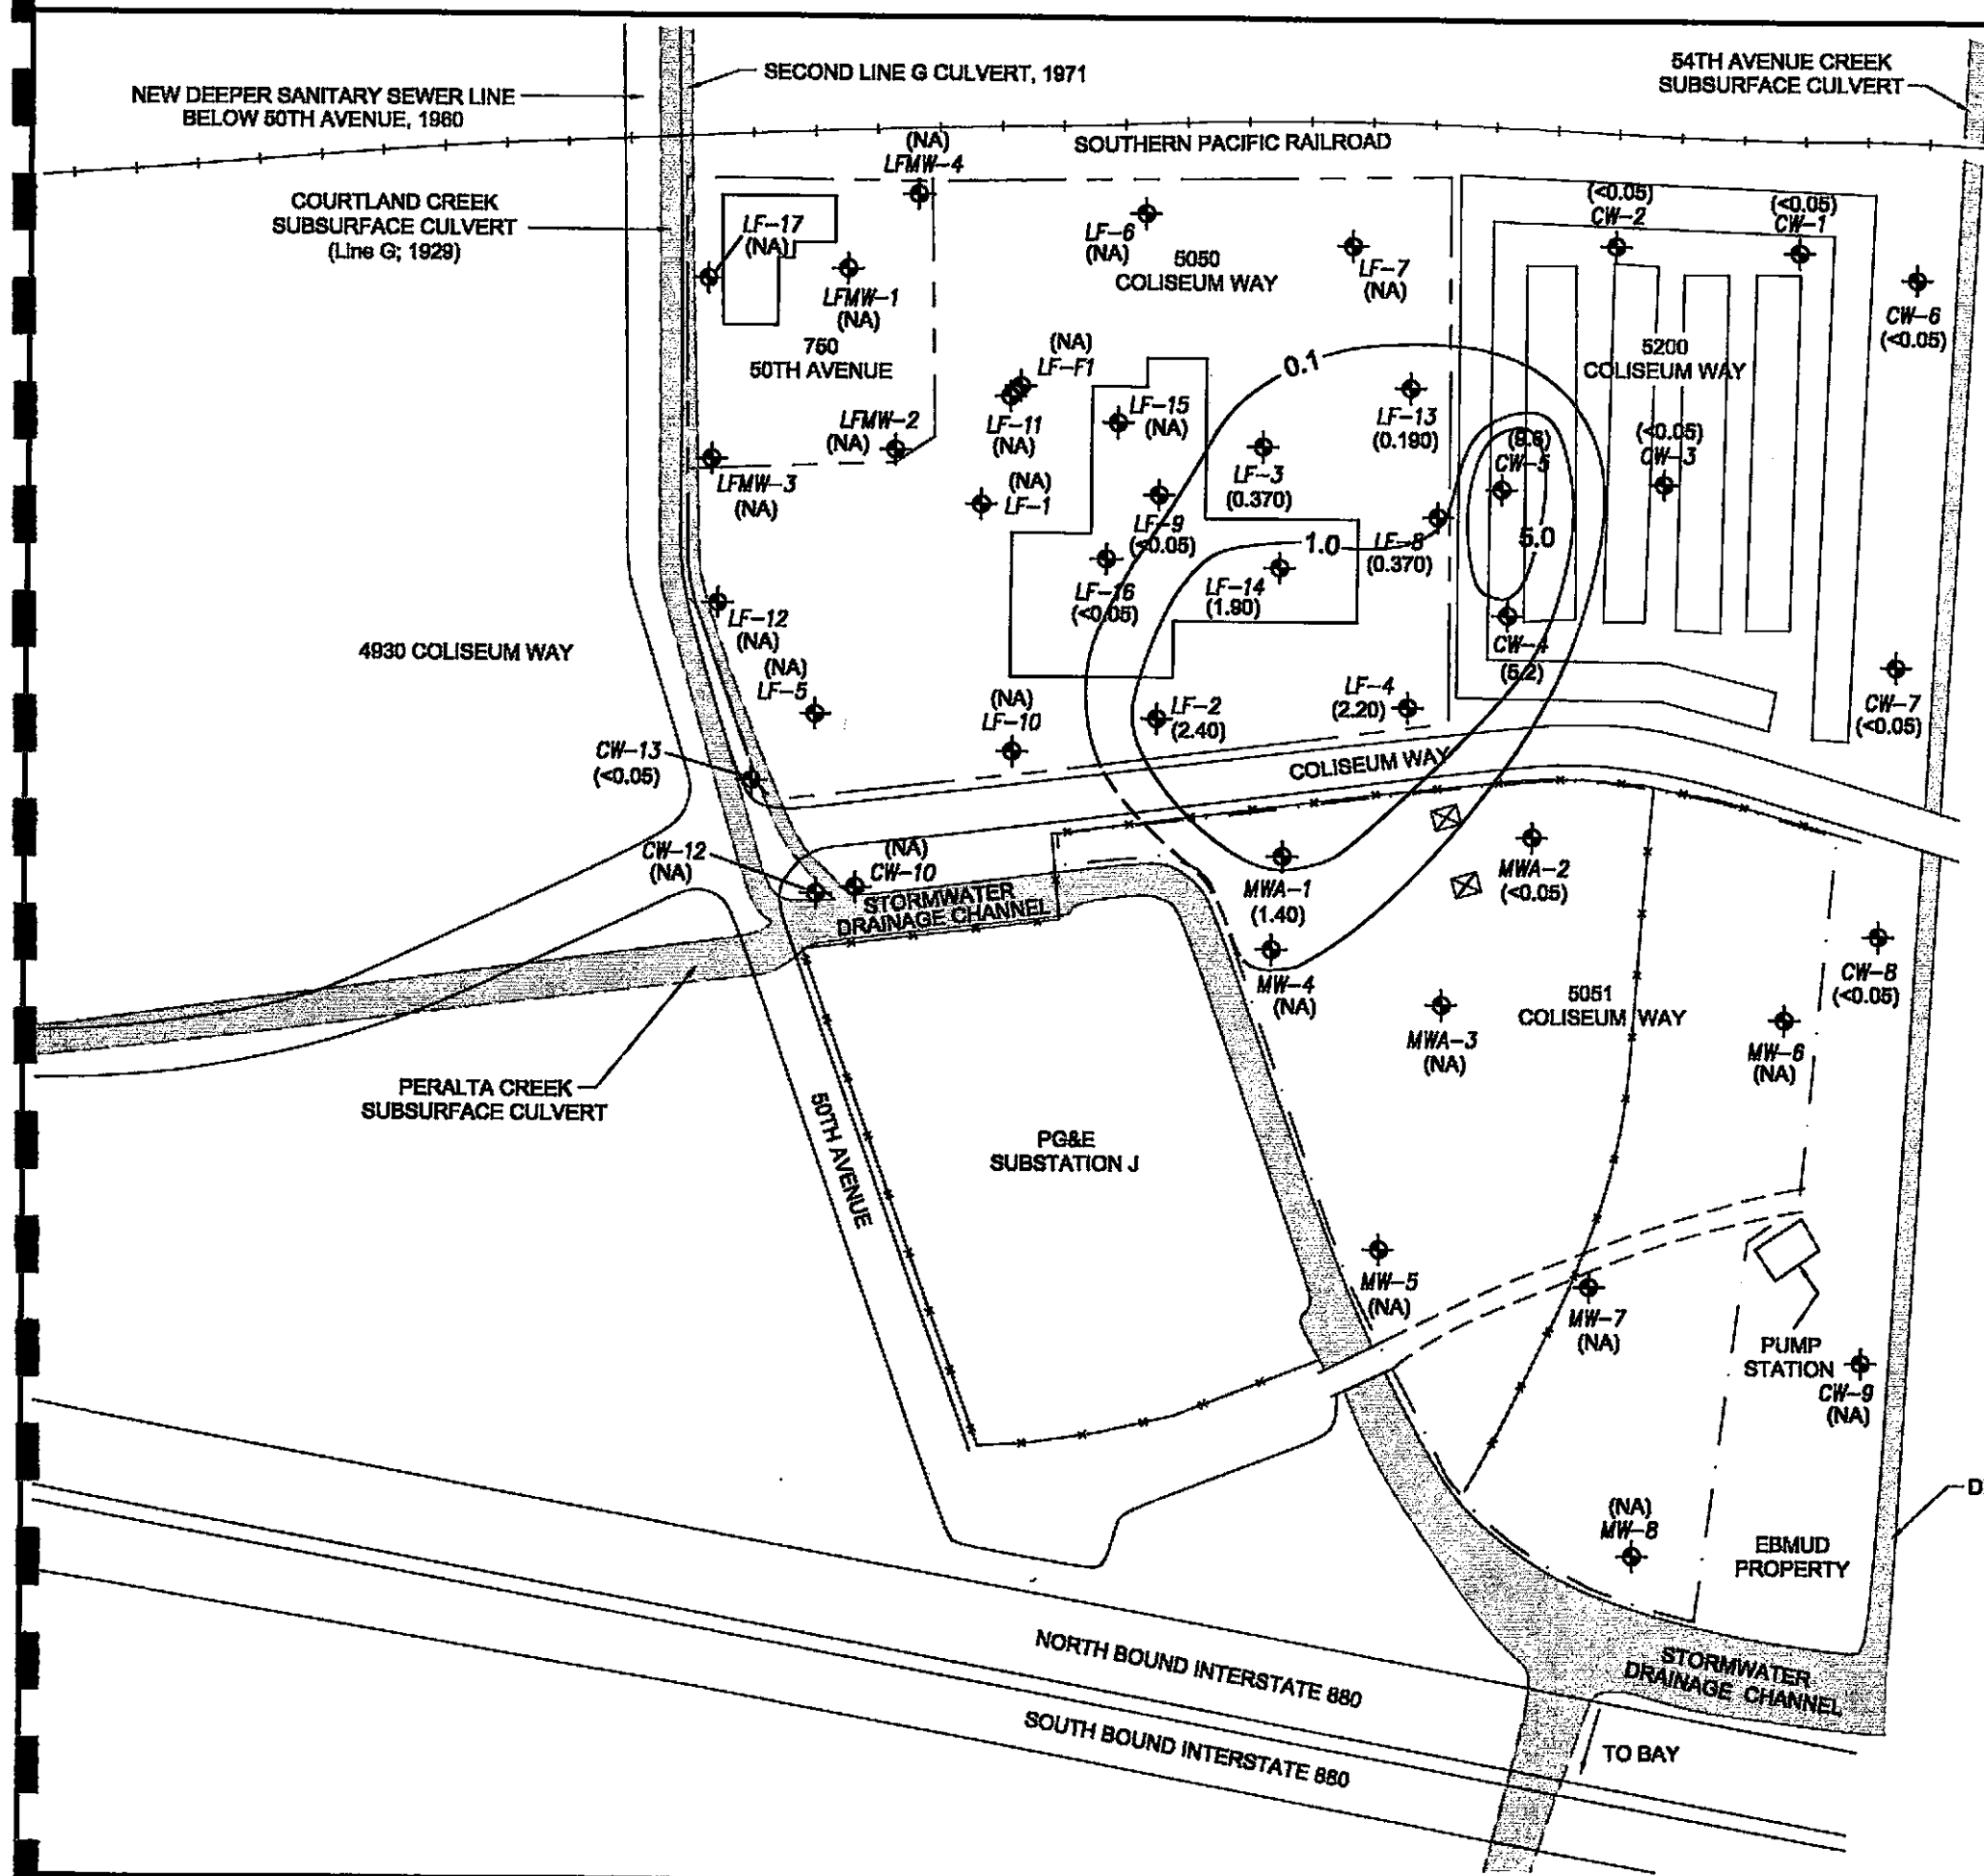 SECOND LINE G CULVERT, 1971
54TH AVENUE CREEK
SUBSURFACE CULVERT
NEW DEEPER SANITARY SEWER LINE
BELOW 50TH AVENUE, 1960
SOUTHERN PACIFIC RAILROAD
(NA)
LFMW-4
COURTLAND CREEK
SUBSURFACE CULVERT
(Line G; 1929)
LF-17
(NA)
LFMW-1
(NA)
750
50TH AVENUE
LF-6
(NA)
5050
COLISEUM WAY
LF-7
(NA)
(<0.05)
CW-2
(<0.05)
CW-1
CW-6
(<0.05)
5200
COLISEUM WAY
0.1
(NA)
LF-F1
LF-11
(NA)
LF-15
(NA)
LFMW-2
(NA)
LF-13
(0.190)
LF-3
(0.370)
CW-5
(<0.05)
CW-3
LFMW-3
(NA)
(NA)
LF-1
LF-9
(<0.05)
1.0
LF-8
(0.370)
5.0
LF-16
(<0.05)
LF-14
(1.90)
LF-12
(NA)
4930 COLISEUM WAY
(NA)
LF-5
CW-4
(5.2)
(NA)
LF-10
LF-2
(2.40)
LF-4
(2.20)
CW-7
(<0.05)
CW-13
(<0.05)
COLISEUM WAY
CW-12
(NA)
(NA)
CW-10
STORMWATER
DRAINAGE CHANNEL
MWA-1
(1.40)
MWA-2
(<0.05)
MW-4
(NA)
CW-8
(<0.05)
MWA-3
(NA)
5051
COLISEUM WAY
MW-6
(NA)
PERALTA CREEK
SUBSURFACE CULVERT
50TH AVENUE
PG&E
SUBSTATION J
MW-5
(NA)
MW-7
(NA)
PUMP
STATION
CW-9
(NA)
D
(NA)
MW-8
EBMUD
PROPERTY
NORTH BOUND INTERSTATE 880
SOUTH BOUND INTERSTATE 880
STORMWATER
DRAINAGE CHANNEL
TO BAY